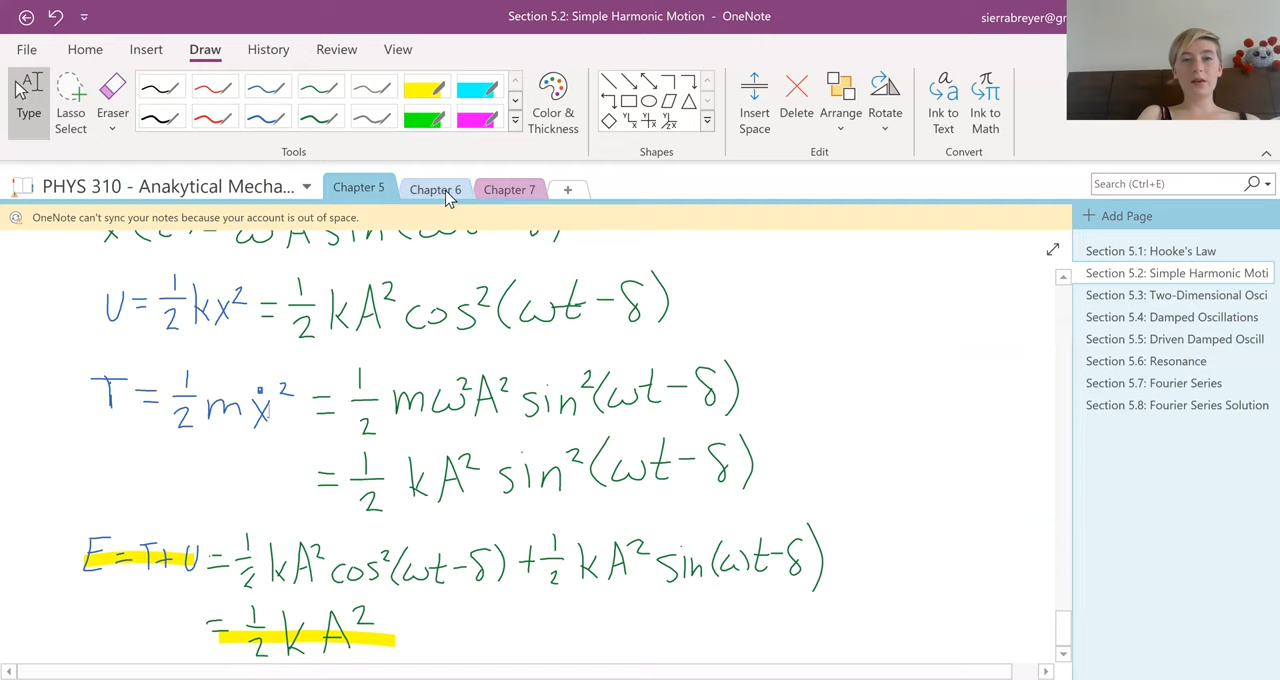 Section 5.2: Simple Harmonic Motion - OneNote
sierrabreyer@gr
File Home Insert Draw History Review View
Type
Lasso Select
Eraser
Color & Thickness
Insert Space
Delete
Arrange
Rotate
Ink to Text
Ink to Math
Tools
Shapes
Edit
Convert
PHYS 310 - Anakytical Mecha...
Chapter 5
Chapter 6
Chapter 7
Search (Ctrl+E)
OneNote can't sync your notes because your account is out of space.
Add Page
Section 5.1: Hooke's Law
Section 5.2: Simple Harmonic Moti
Section 5.3: Two-Dimensional Osci
Section 5.4: Damped Oscillations
Section 5.5: Driven Damped Oscill
Section 5.6: Resonance
Section 5.7: Fourier Series
Section 5.8: Fourier Series Solution
U = 1/2 kx² = 1/2 kA² cos²(ωt - δ)
T = 1/2 mẋ² = 1/2 mω²A² sin²(ωt - δ)
= 1/2 kA² sin²(ωt - δ)
E = T + U = 1/2 kA² cos²(ωt - δ) + 1/2 kA² sin(ωt - δ)
= 1/2 kA²